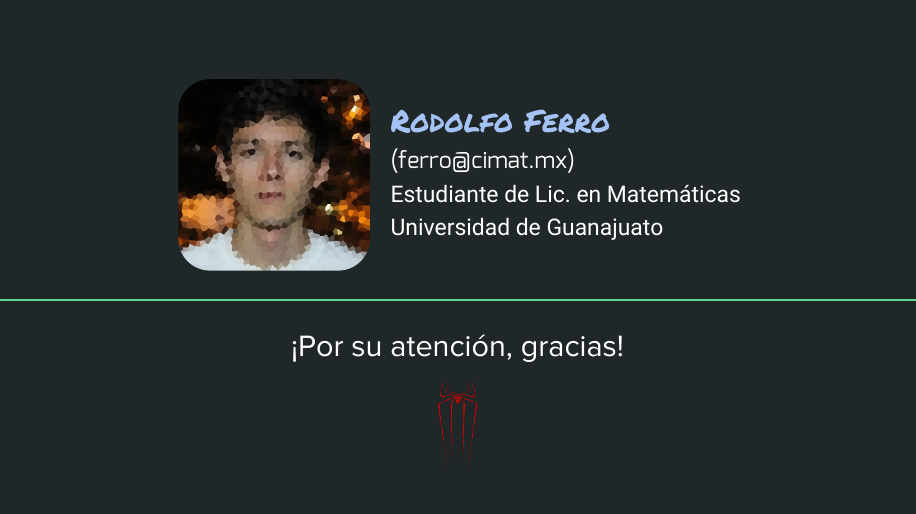 Rodolfo Ferro
(ferro@cimat.mx)
Estudiante de Lic. en Matemáticas
Universidad de Guanajuato
¡Por su atención, gracias!